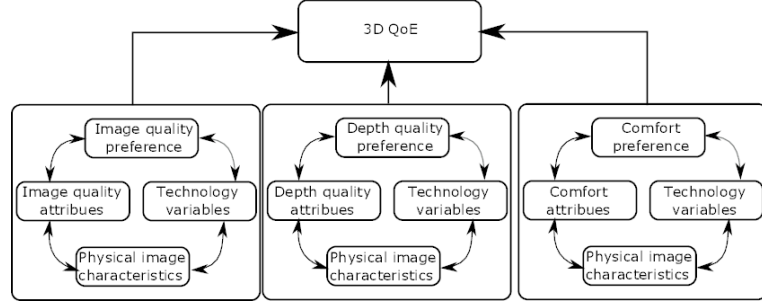 3D QoE
Image quality
preference
Image quality
attribues
Technology
variables
Physical image
characteristics
Depth quality
preference
Depth quality
attribues
Technology
variables
Physical image
characteristics
Comfort
preference
Comfort
attribues
Technology
variables
Physical image
characteristics